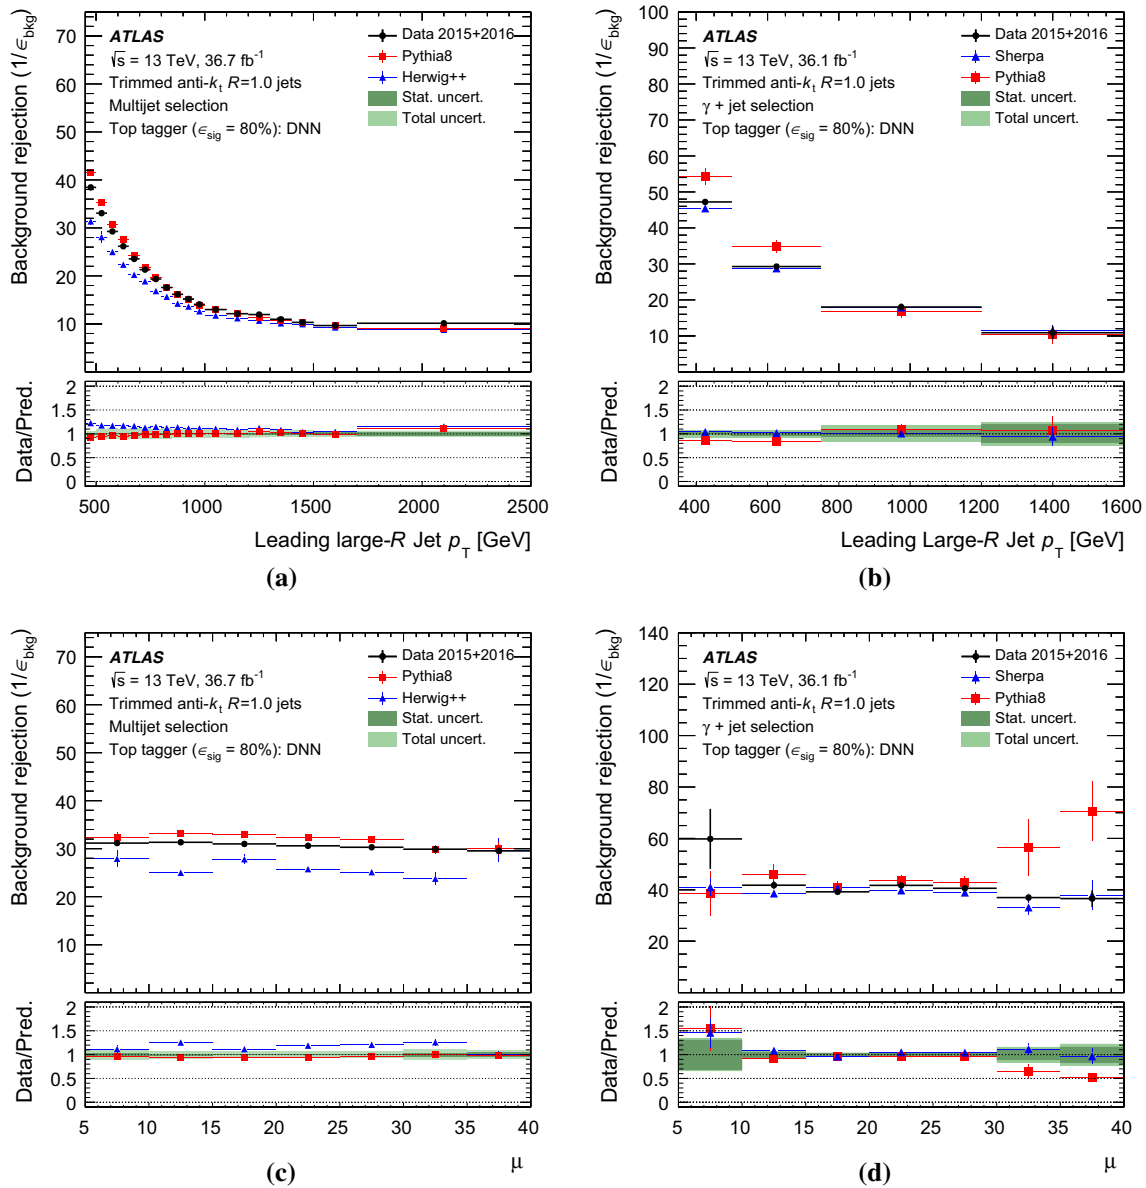 ATLAS
√s = 13 TeV, 36.7 fb⁻¹
Trimmed anti-kₜ R=1.0 jets
Multijet selection
Top tagger (ϵsig = 80%): DNN
Data 2015+2016
Pythia8
Herwig++
Stat. uncert.
Total uncert.
Background rejection (1/ϵbkg)
70
60
50
40
30
20
10
Data/Pred.
2
1.5
1
0.5
0
500 1000 1500 2000 2500
Leading large-R Jet pT [GeV]
(a)
ATLAS
√s = 13 TeV, 36.1 fb⁻¹
Trimmed anti-kₜ R=1.0 jets
γ + jet selection
Top tagger (ϵsig = 80%): DNN
Data 2015+2016
Sherpa
Pythia8
Stat. uncert.
Total uncert.
Background rejection (1/ϵbkg)
100
90
80
70
60
50
40
30
20
10
Data/Pred.
2
1.5
1
0.5
0
400 600 800 1000 1200 1400 1600
Leading Large-R Jet pT [GeV]
(b)
ATLAS
√s = 13 TeV, 36.7 fb⁻¹
Trimmed anti-kₜ R=1.0 jets
Multijet selection
Top tagger (ϵsig = 80%): DNN
Data 2015+2016
Pythia8
Herwig++
Stat. uncert.
Total uncert.
Background rejection (1/ϵbkg)
70
60
50
40
30
20
10
Data/Pred.
2
1.5
1
0.5
0
5 10 15 20 25 30 35 40
μ
(c)
ATLAS
√s = 13 TeV, 36.1 fb⁻¹
Trimmed anti-kₜ R=1.0 jets
γ + jet selection
Top tagger (ϵsig = 80%): DNN
Data 2015+2016
Sherpa
Pythia8
Stat. uncert.
Total uncert.
Background rejection (1/ϵbkg)
140
120
100
80
60
40
20
Data/Pred.
2
1.5
1
0.5
0
5 10 15 20 25 30 35 40
μ
(d)